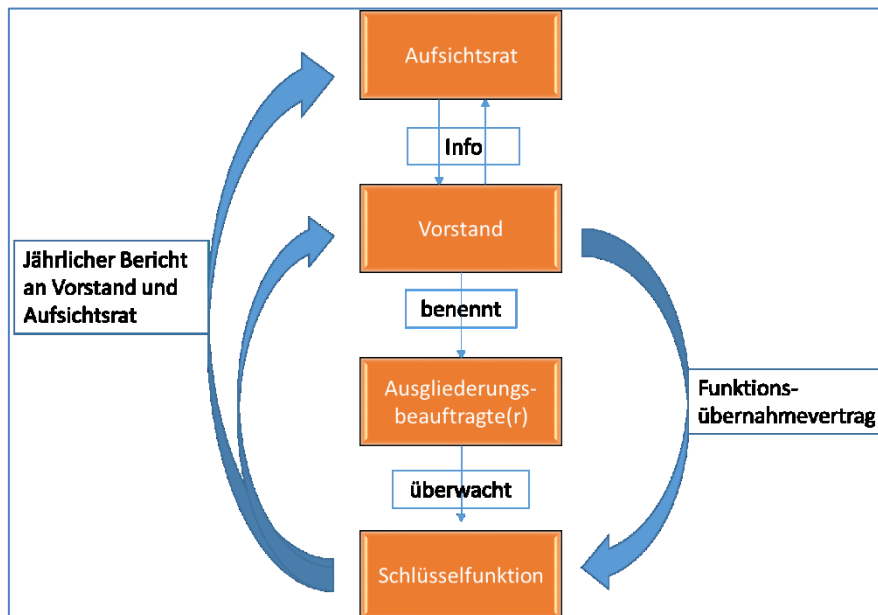 Aufsichtsrat
Info
Vorstand
Jährlicher Bericht
an Vorstand und
Aufsichtsrat
benennt
Ausgliederungs-
beauftragte(r)
Funktions-
übernahmevertrag
überwacht
Schlüsselfunktion